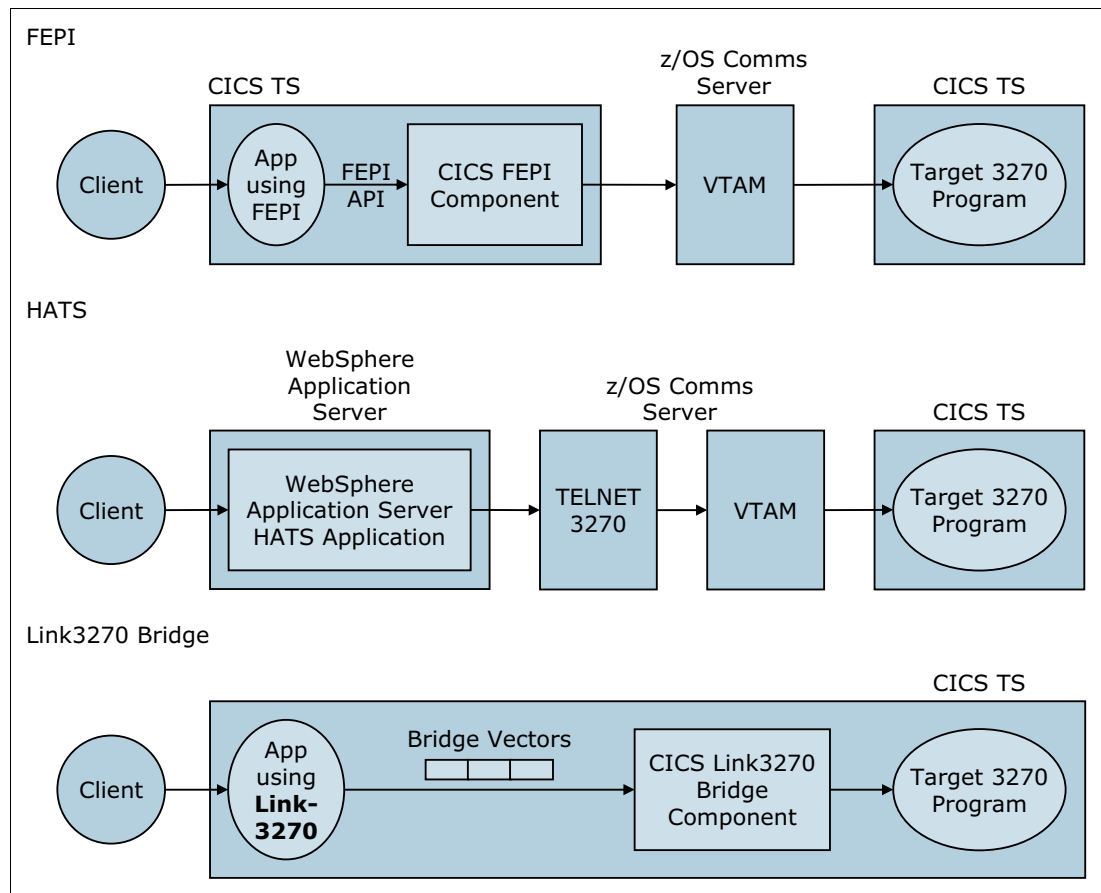 FEPI
z/OS Comms
Server
CICS TS
CICS TS
Client
App
using
FEPI
FEPI
API
CICS FEPI
Component
VTAM
Target 3270
Program
HATS
WebSphere
Application
Server
z/OS Comms
Server
CICS TS
Client
WebSphere
Application Server
HATS Application
TELNET
3270
VTAM
Target 3270
Program
Link3270 Bridge
CICS TS
Client
App
using
Link-
3270
Bridge Vectors
CICS Link3270
Bridge
Component
Target 3270
Program